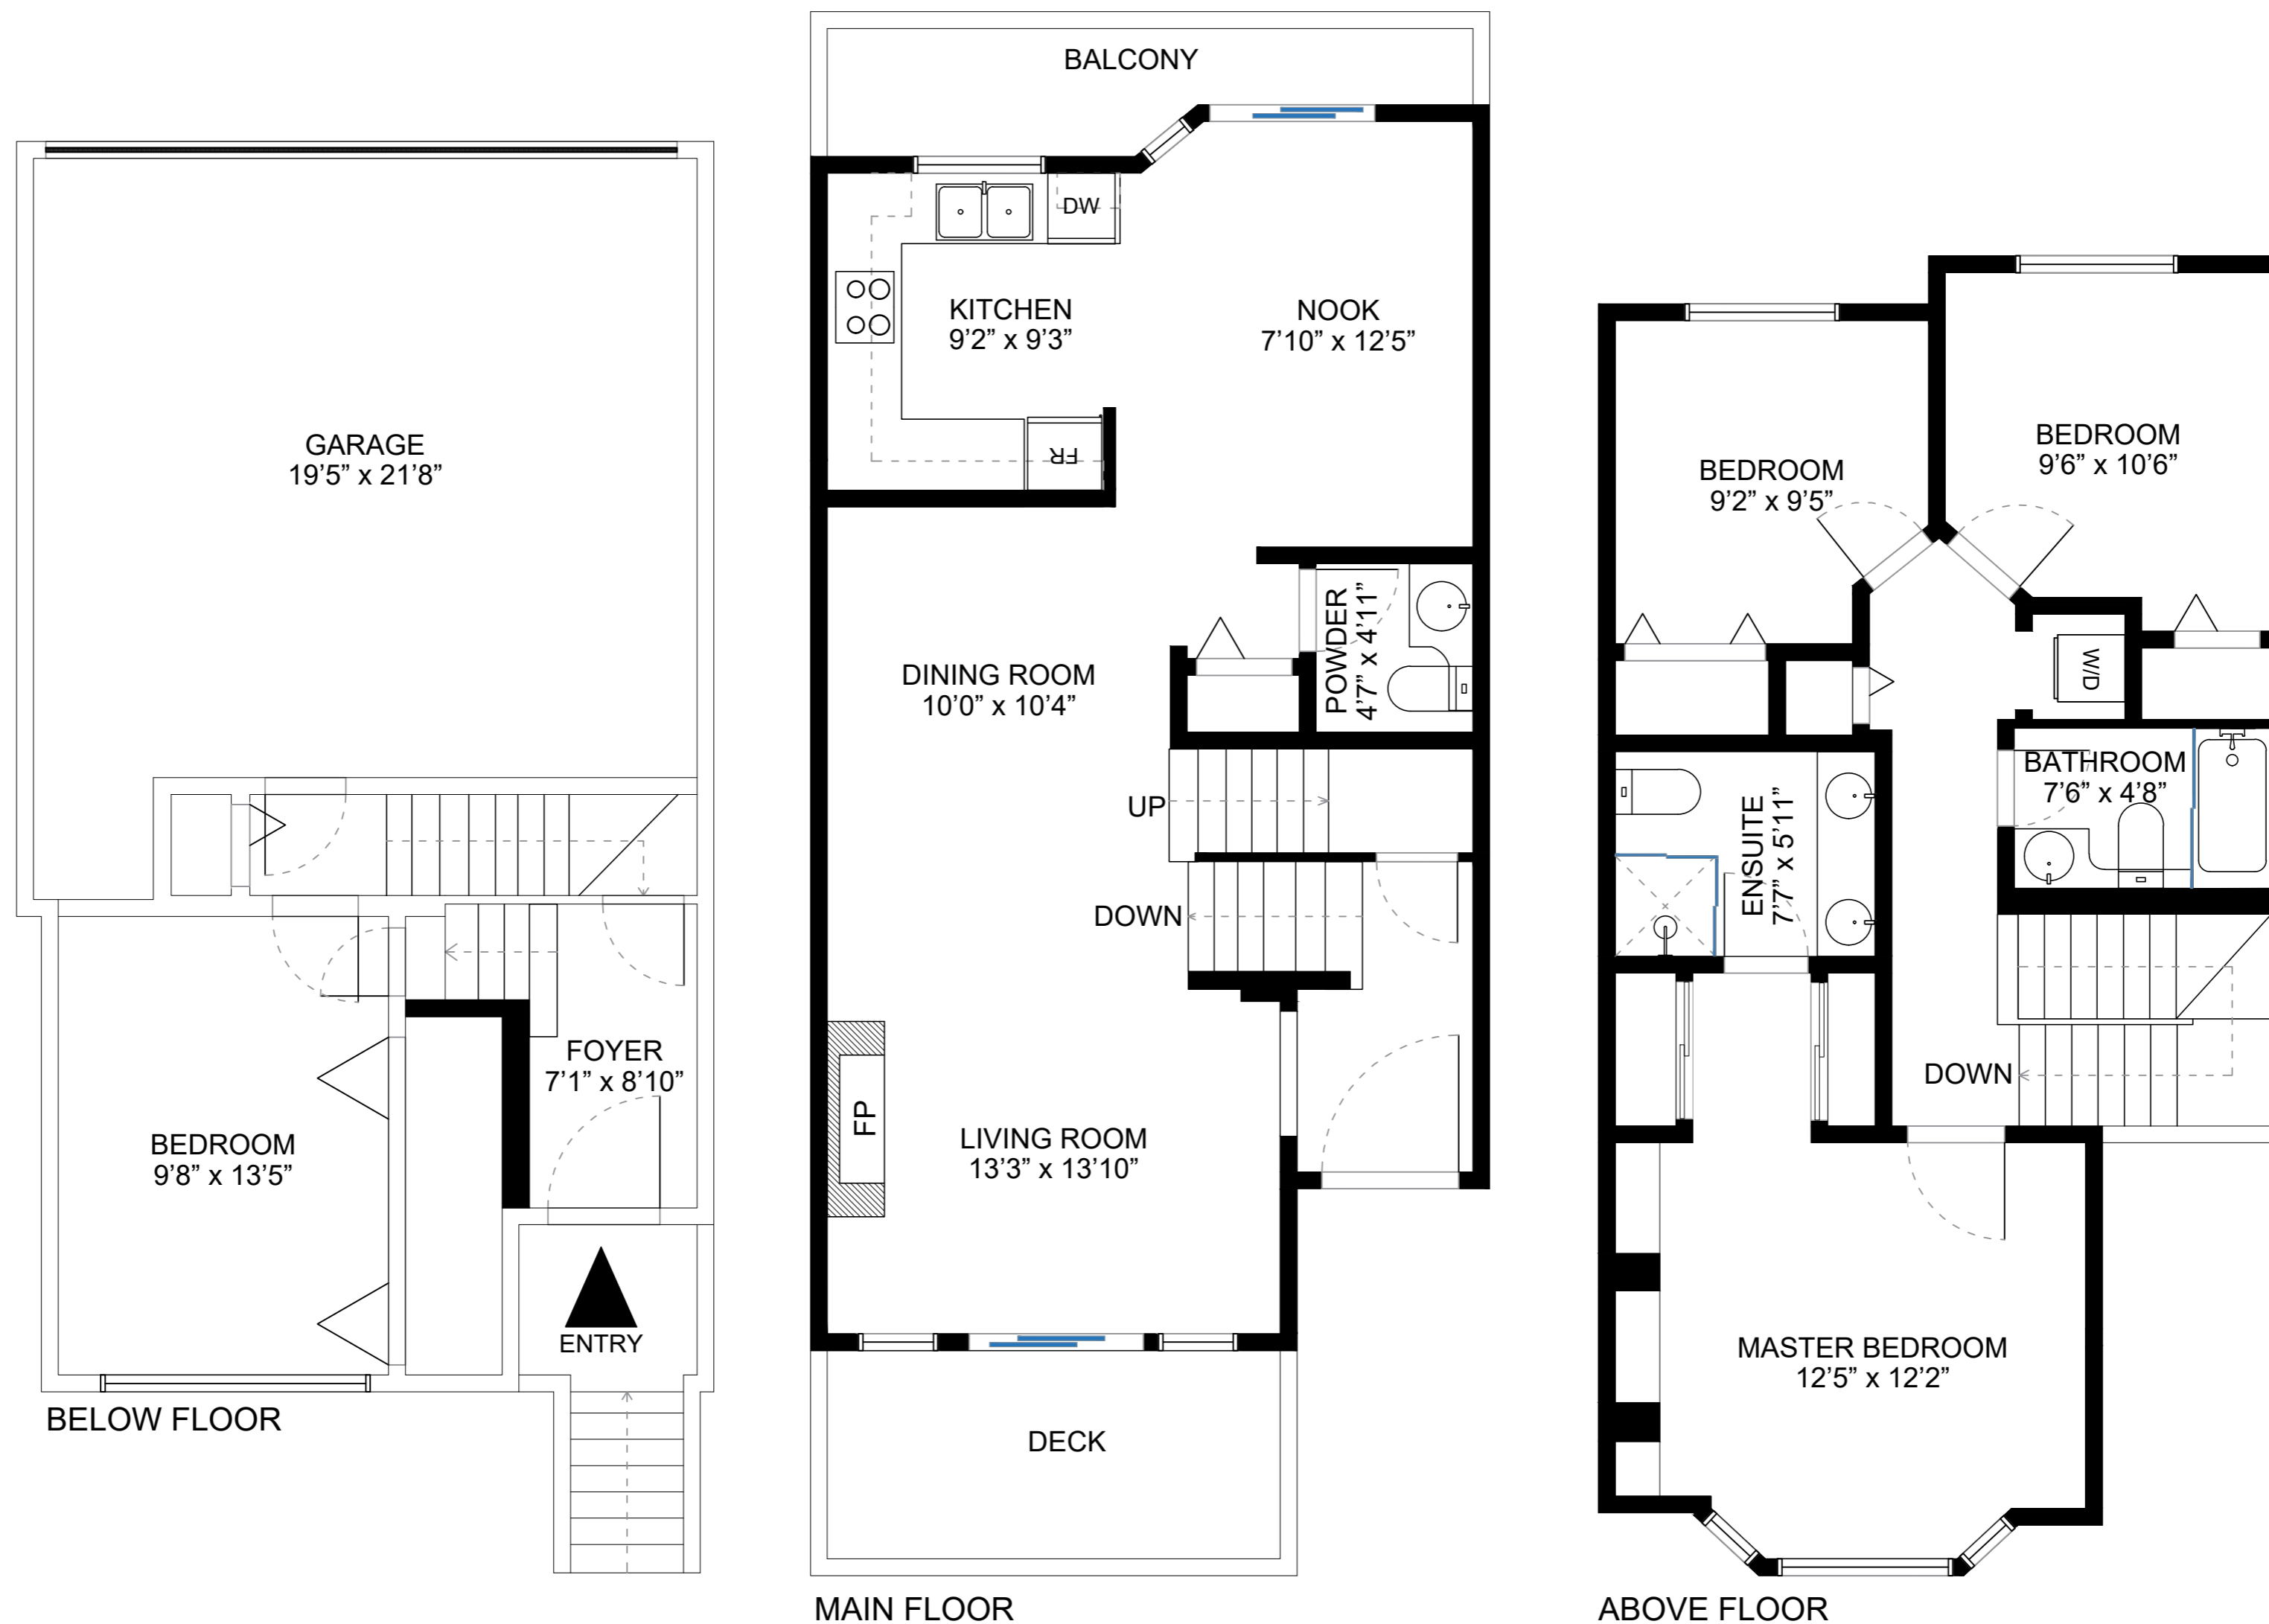 GARAGE
19’5” x 21’8”
FOYER
7’1” x 8’10”
BEDROOM
9’8” x 13’5”
ENTRY
BELOW FLOOR
BALCONY
DW
KITCHEN
9’2” x 9’3”
NOOK
7’10” x 12’5”
FR
POWDER
4’7” x 4’11”
DINING ROOM
10’0” x 10’4”
UP
DOWN
FP
LIVING ROOM
13’3” x 13’10”
DECK
MAIN FLOOR
BEDROOM
9’6” x 10’6”
BEDROOM
9’2” x 9’5”
W/D
BATHROOM
7’6” x 4’8”
ENSUITE
7’7” x 5’11”
DOWN
MASTER BEDROOM
12’5” x 12’2”
ABOVE FLOOR